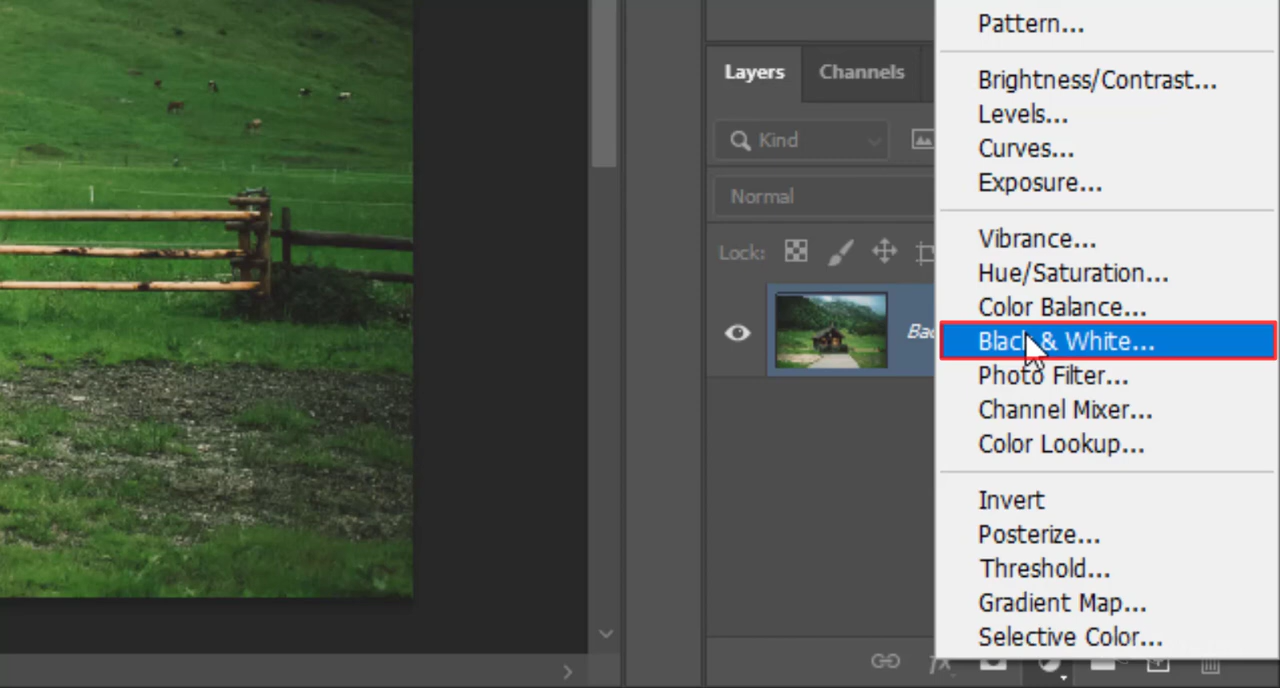 Pattern...
Layers
Channels
Brightness/Contrast...
Levels...
Kind
Curves...
Exposure...
Normal
Vibrance...
Lock:
Hue/Saturation...
Color Balance...
Black & White...
Photo Filter...
Channel Mixer...
Color Lookup...
Invert
Posterize...
Threshold...
Gradient Map...
Selective Color...
fx